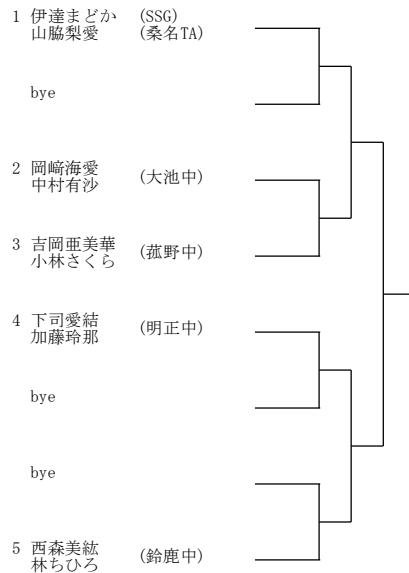 1 伊達まどか (SSG)
山脇梨愛 (桑名TA)
bye
2 岡﨑海愛
中村有沙 (大池中)
3 吉岡亜美華
小林さくら (菰野中)
4 下司愛結
加藤玲那 (明正中)
bye
bye
5 西森美紘
林ちひろ (鈴鹿中)